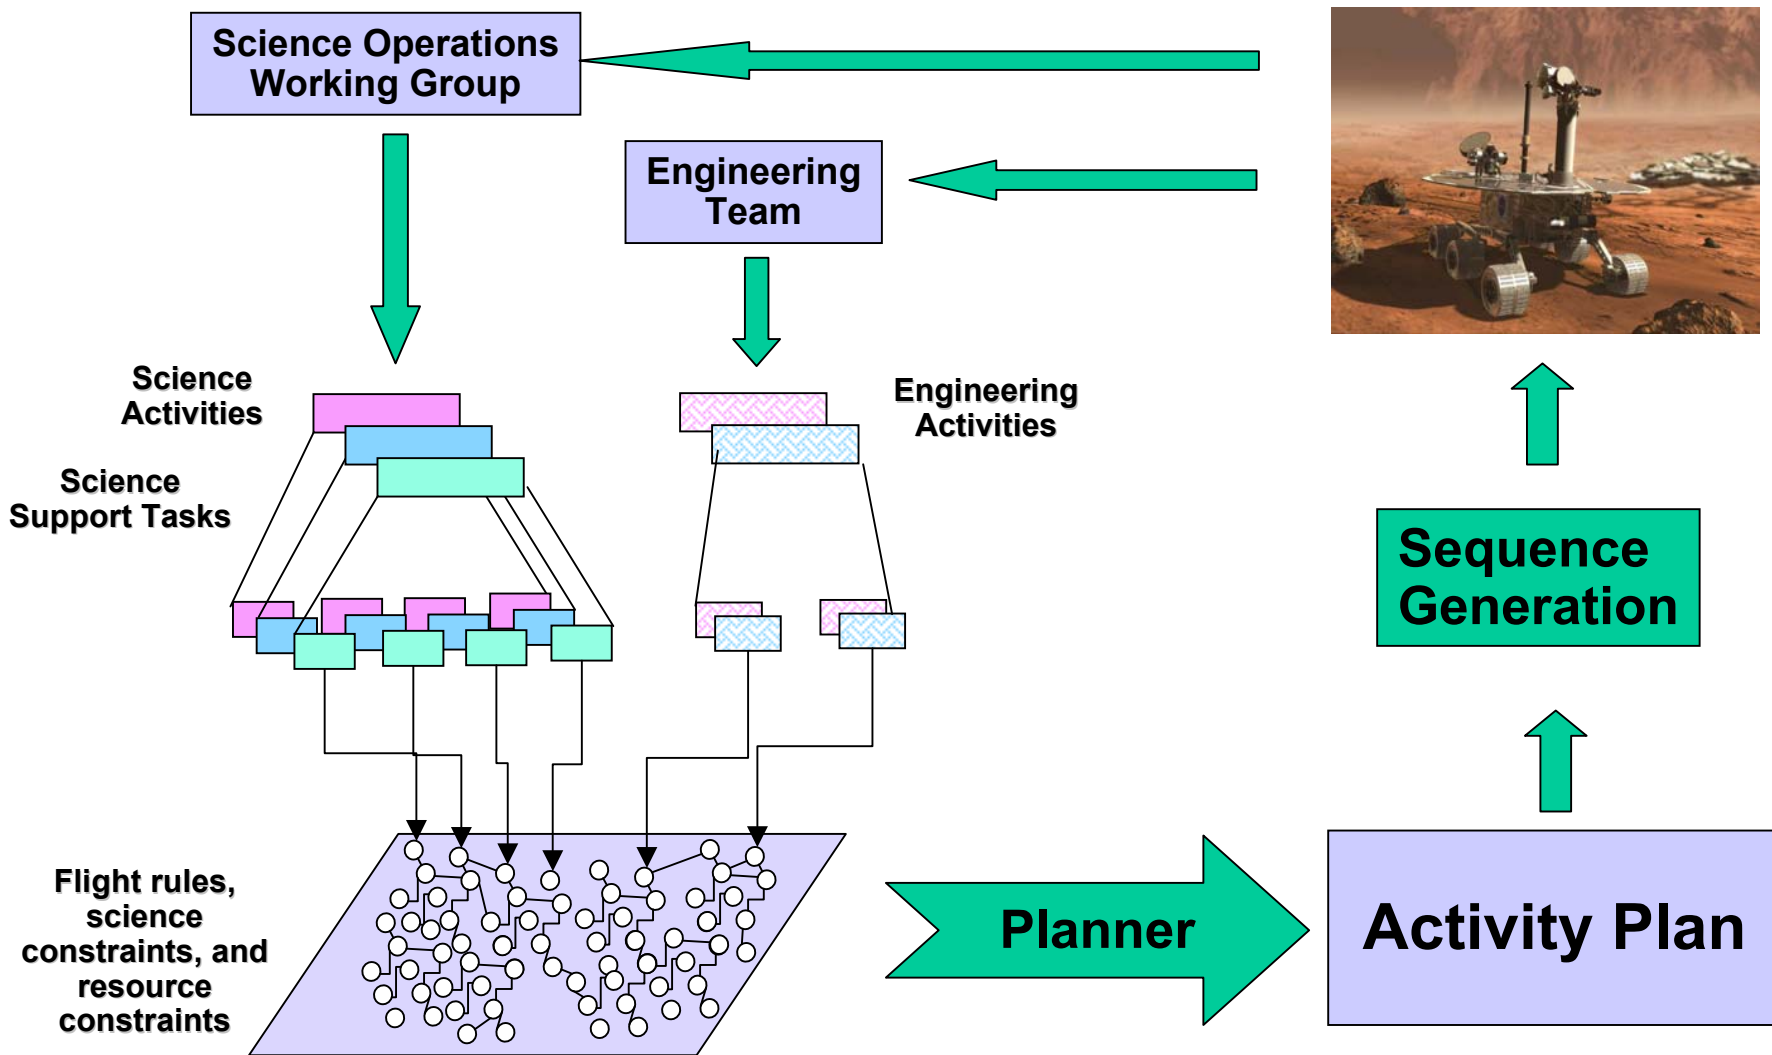 Science Operations
Working Group
Engineering
Team
Science
Activities
Engineering
Activities
Science
Support Tasks
Sequence
Generation
Flight rules,
science
constraints, and
resource
constraints
Planner
Activity Plan